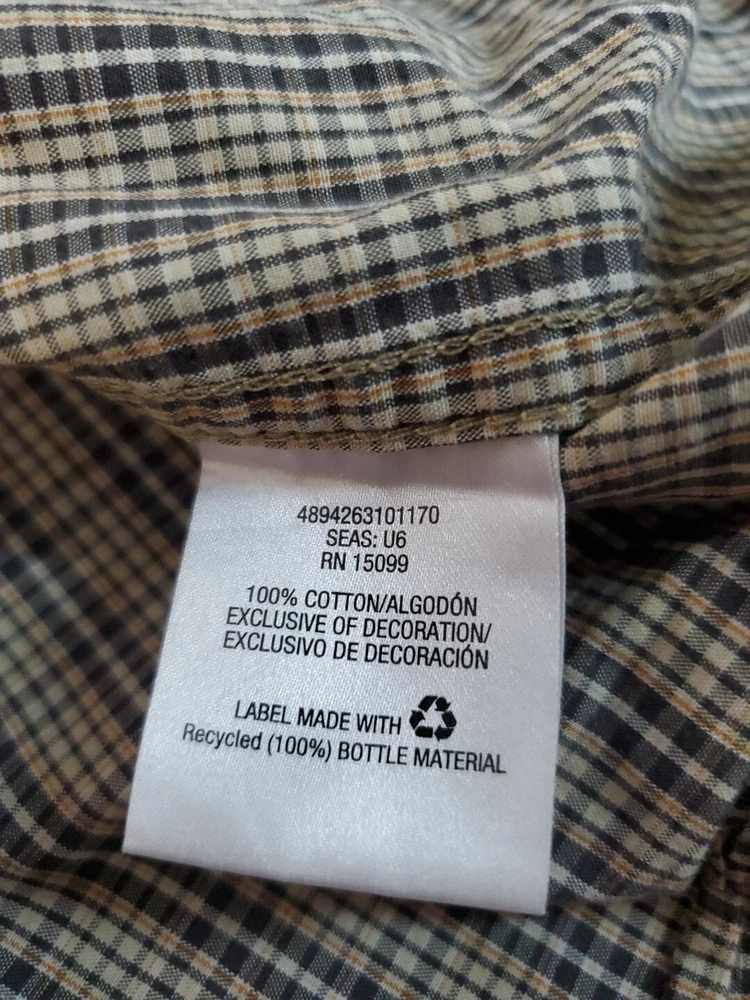 4894263101170
SEAS: U6
RN 15099
100% COTTON/ALGODÓN
EXCLUSIVE OF DECORATION/
EXCLUSIVO DE DECORACIÓN
LABEL MADE WITH
Recycled (100%) BOTTLE MATERIAL